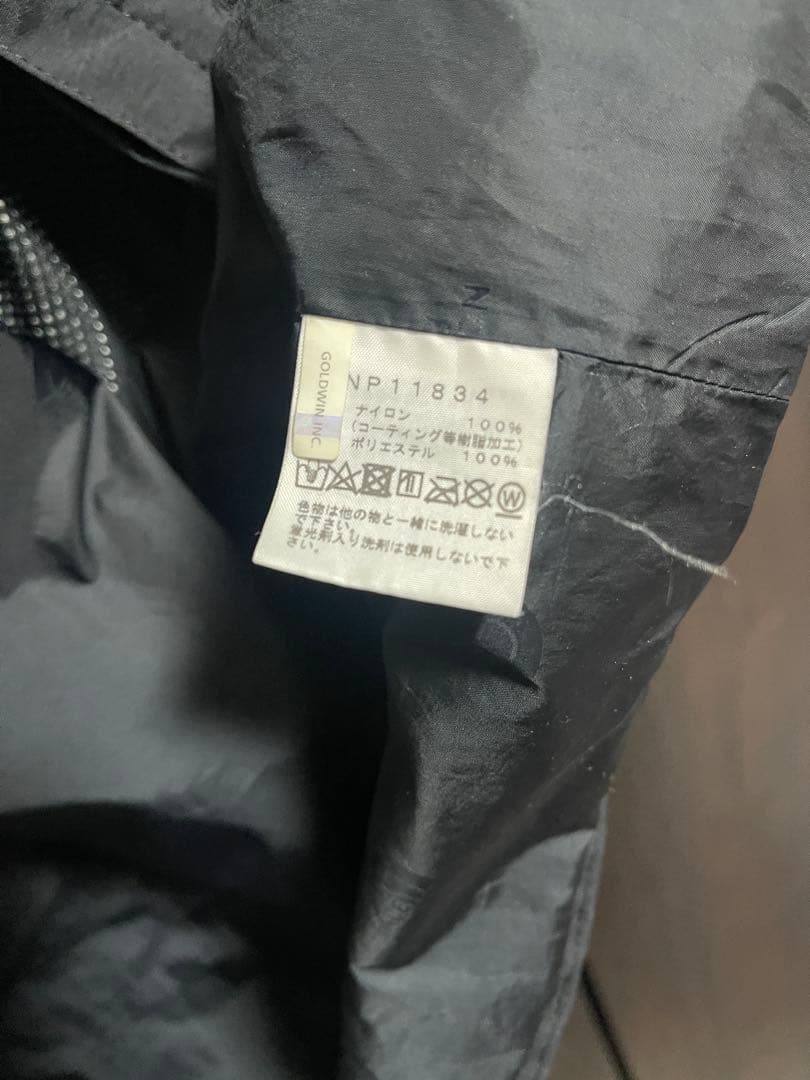 GOLDWIN INC.
NP11834
ナイロン 100%
(コーティング等樹脂加工)
ポリエステル 100%
W
色物は他の物と一緒に洗濯しない
で下さい。
蛍光剤入り洗剤は使用しないで下
さい。
N